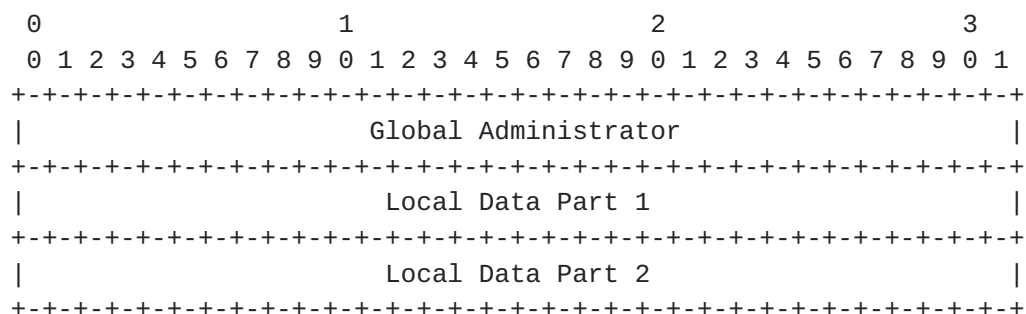 0                   1                   2                   3
 0 1 2 3 4 5 6 7 8 9 0 1 2 3 4 5 6 7 8 9 0 1 2 3 4 5 6 7 8 9 0 1
+-+-+-+-+-+-+-+-+-+-+-+-+-+-+-+-+-+-+-+-+-+-+-+-+-+-+-+-+-+-+-+-+
|                      Global Administrator                     |
+-+-+-+-+-+-+-+-+-+-+-+-+-+-+-+-+-+-+-+-+-+-+-+-+-+-+-+-+-+-+-+-+
|                       Local Data Part 1                       |
+-+-+-+-+-+-+-+-+-+-+-+-+-+-+-+-+-+-+-+-+-+-+-+-+-+-+-+-+-+-+-+-+
|                       Local Data Part 2                       |
+-+-+-+-+-+-+-+-+-+-+-+-+-+-+-+-+-+-+-+-+-+-+-+-+-+-+-+-+-+-+-+-+